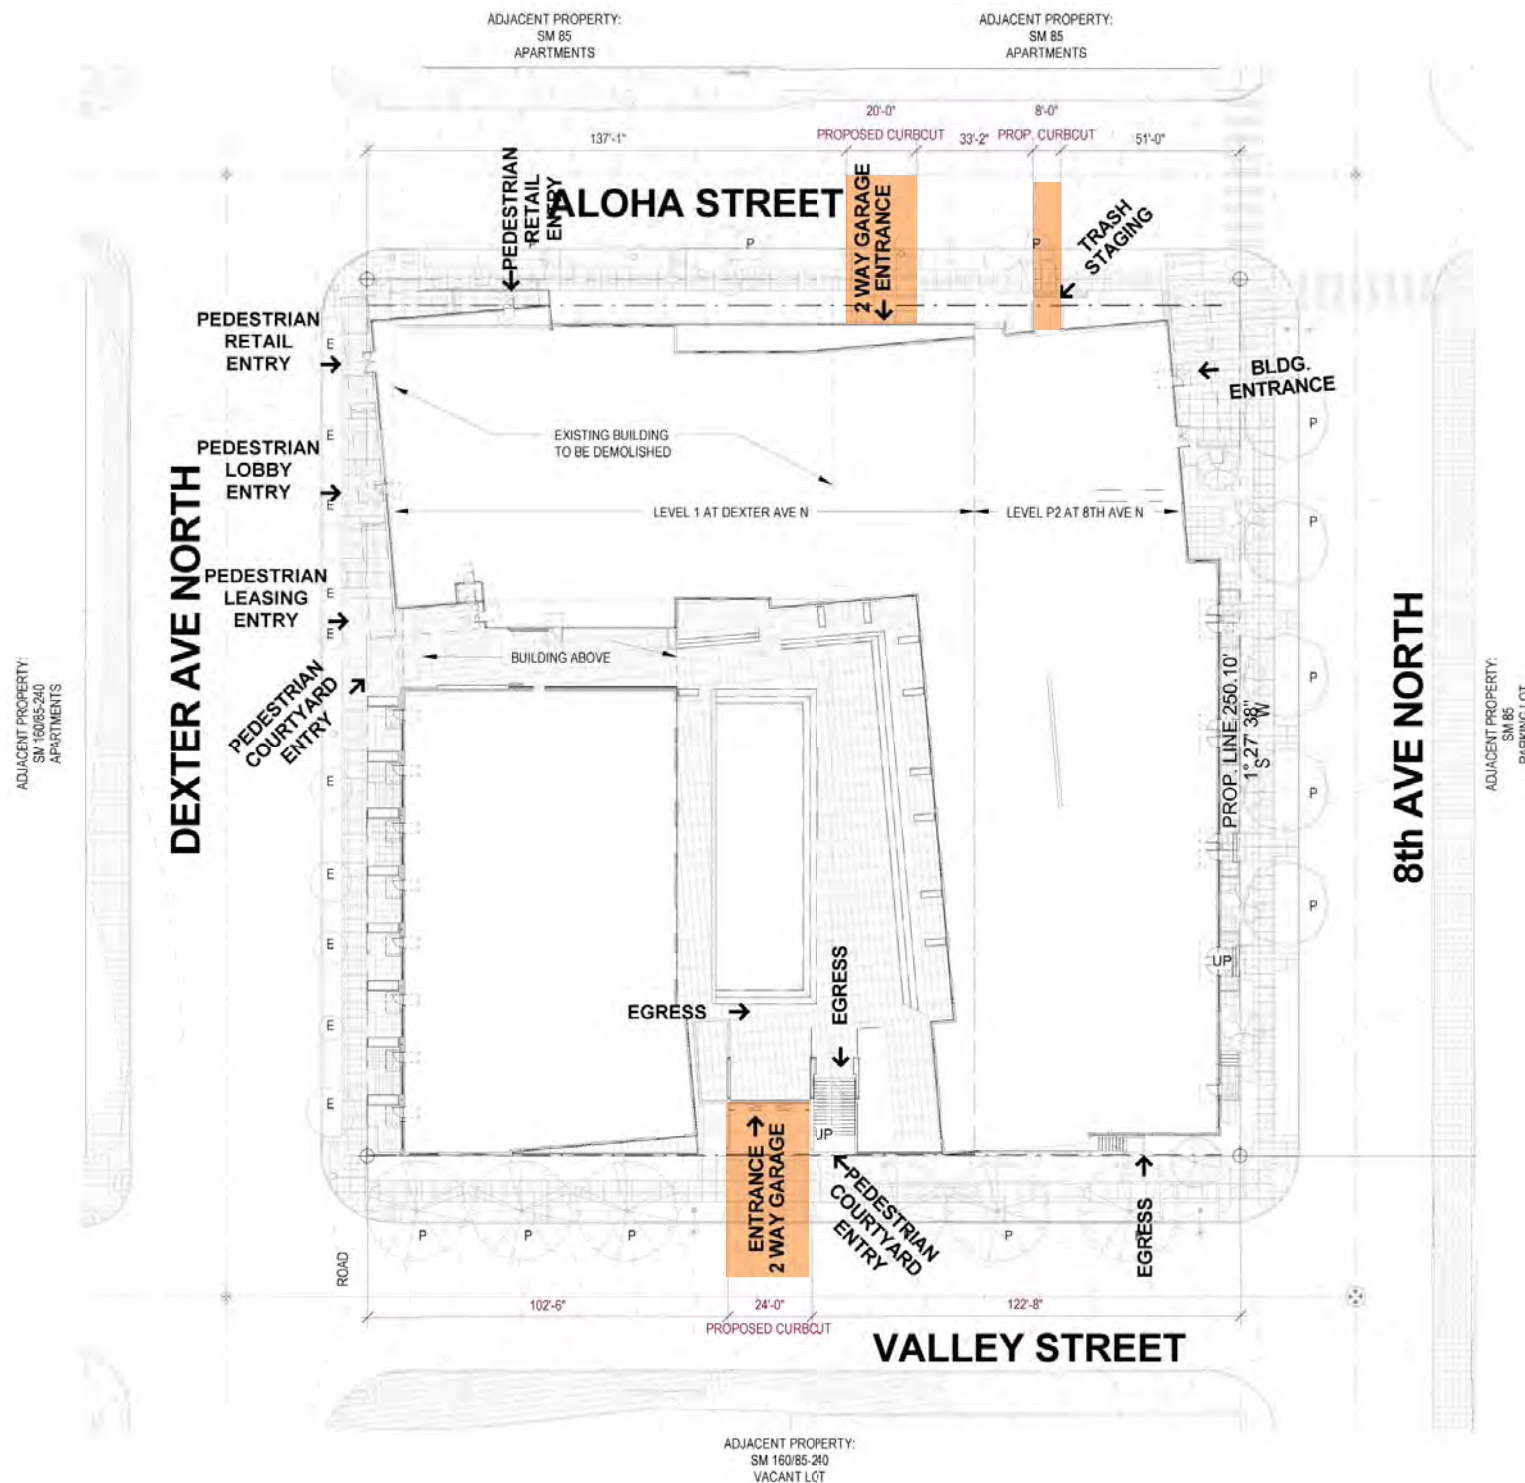 ADJACENT PROPERTY:
SM 85
APARTMENTS
ADJACENT PROPERTY:
SM 85
APARTMENTS
20'-0"
8'-0"
137'-1"
PROPOSED CURBCUT
33'-2"
PROP. CURBCUT
51'-0"
PEDESTRIAN
RETAIL
ENTRY
ALOHA STREET
2 WAY GARAGE
ENTRANCE
TRASH
STAGING
P
P
PEDESTRIAN
RETAIL
ENTRY
E
BLDG.
ENTRANCE
P
EXISTING BUILDING
TO BE DEMOLISHED
E
PEDESTRIAN
LOBBY
ENTRY
E
LEVEL 1 AT DEXTER AVE N
LEVEL P2 AT 8TH AVE N
P
DEXTER AVE NORTH
PEDESTRIAN
LEASING
ENTRY
E
E
BUILDING ABOVE
PEDESTRIAN
COURTYARD
ENTRY
ADJACENT PROPERTY:
SM 160/85-240
APARTMENTS
PROP. LINE 250.10'
1° 27' 38"
S
W
8th AVE NORTH
ADJACENT PROPERTY:
SM 85
PARKING LOT
P
E
P
E
P
E
EGRESS
EGRESS
UP
E
E
UP
ENTRANCE
2 WAY GARAGE
PEDESTRIAN
COURTYARD
ENTRY
EGRESS
P
P
P
P
ROAD
102'-6"
24'-0"
122'-8"
PROPOSED CURBCUT
VALLEY STREET
ADJACENT PROPERTY:
SM 160/85-240
VACANT LOT